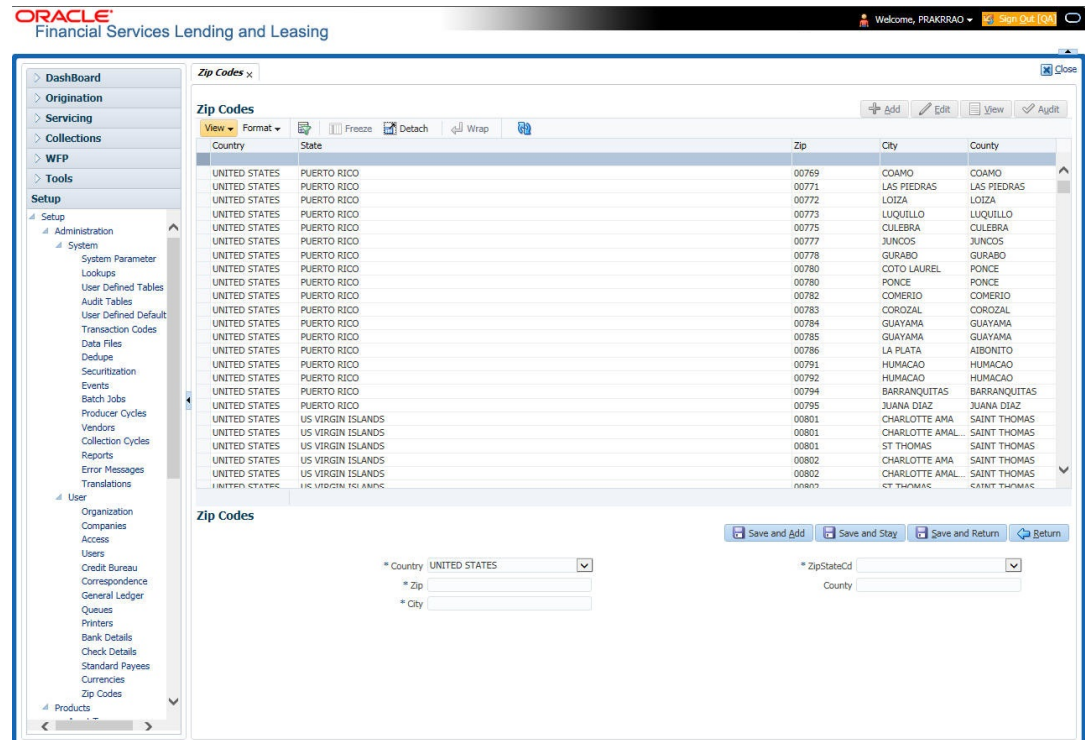 ORACLE
Financial Services Lending and Leasing
Welcome, PRAKRRAO
Sign Out [QA]
Close
DashBoard
Origination
Servicing
Collections
WFP
Tools
Setup
Setup
Administration
System
System Parameter
Lookups
User Defined Tables
Audit Tables
User Defined Default
Transaction Codes
Data Files
Dedupe
Securitization
Events
Batch Jobs
Producer Cycles
Vendors
Collection Cycles
Reports
Error Messages
Translations
User
Organization
Companies
Access
Users
Credit Bureau
Correspondence
General Ledger
Queues
Printers
Bank Details
Check Details
Standard Payees
Currencies
Zip Codes
Products
Zip Codes
Zip Codes
Add Edit View Audit
View Format Freeze Detach Wrap
Country State Zip City County
UNITED STATES PUERTO RICO 00769 COAMO COAMO
UNITED STATES PUERTO RICO 00771 LAS PIEDRAS LAS PIEDRAS
UNITED STATES PUERTO RICO 00772 LOIZA LOIZA
UNITED STATES PUERTO RICO 00773 LUQUILLO LUQUILLO
UNITED STATES PUERTO RICO 00775 CULEBRA CULEBRA
UNITED STATES PUERTO RICO 00777 JUNCOS JUNCOS
UNITED STATES PUERTO RICO 00778 GURABO GURABO
UNITED STATES PUERTO RICO 00780 COTO LAUREL PONCE
UNITED STATES PUERTO RICO 00780 PONCE PONCE
UNITED STATES PUERTO RICO 00782 COMERIO COMERIO
UNITED STATES PUERTO RICO 00783 COROZAL COROZAL
UNITED STATES PUERTO RICO 00784 GUAYAMA GUAYAMA
UNITED STATES PUERTO RICO 00785 GUAYAMA GUAYAMA
UNITED STATES PUERTO RICO 00786 LA PLATA AIBONITO
UNITED STATES PUERTO RICO 00791 HUMACAO HUMACAO
UNITED STATES PUERTO RICO 00792 HUMACAO HUMACAO
UNITED STATES PUERTO RICO 00794 BARRANQUITAS BARRANQUITAS
UNITED STATES PUERTO RICO 00795 JUANA DIAZ JUANA DIAZ
UNITED STATES US VIRGIN ISLANDS 00801 CHARLOTTE AMA SAINT THOMAS
UNITED STATES US VIRGIN ISLANDS 00801 CHARLOTTE AMAL... SAINT THOMAS
UNITED STATES US VIRGIN ISLANDS 00801 ST THOMAS SAINT THOMAS
UNITED STATES US VIRGIN ISLANDS 00802 CHARLOTTE AMA SAINT THOMAS
UNITED STATES US VIRGIN ISLANDS 00802 CHARLOTTE AMAL... SAINT THOMAS
UNITED STATES US VIRGIN ISLANDS 00802 ST THOMAS SAINT THOMAS
Zip Codes
Save and Add Save and Stay Save and Return Return
* Country UNITED STATES * ZipStateCd
* Zip County
* City